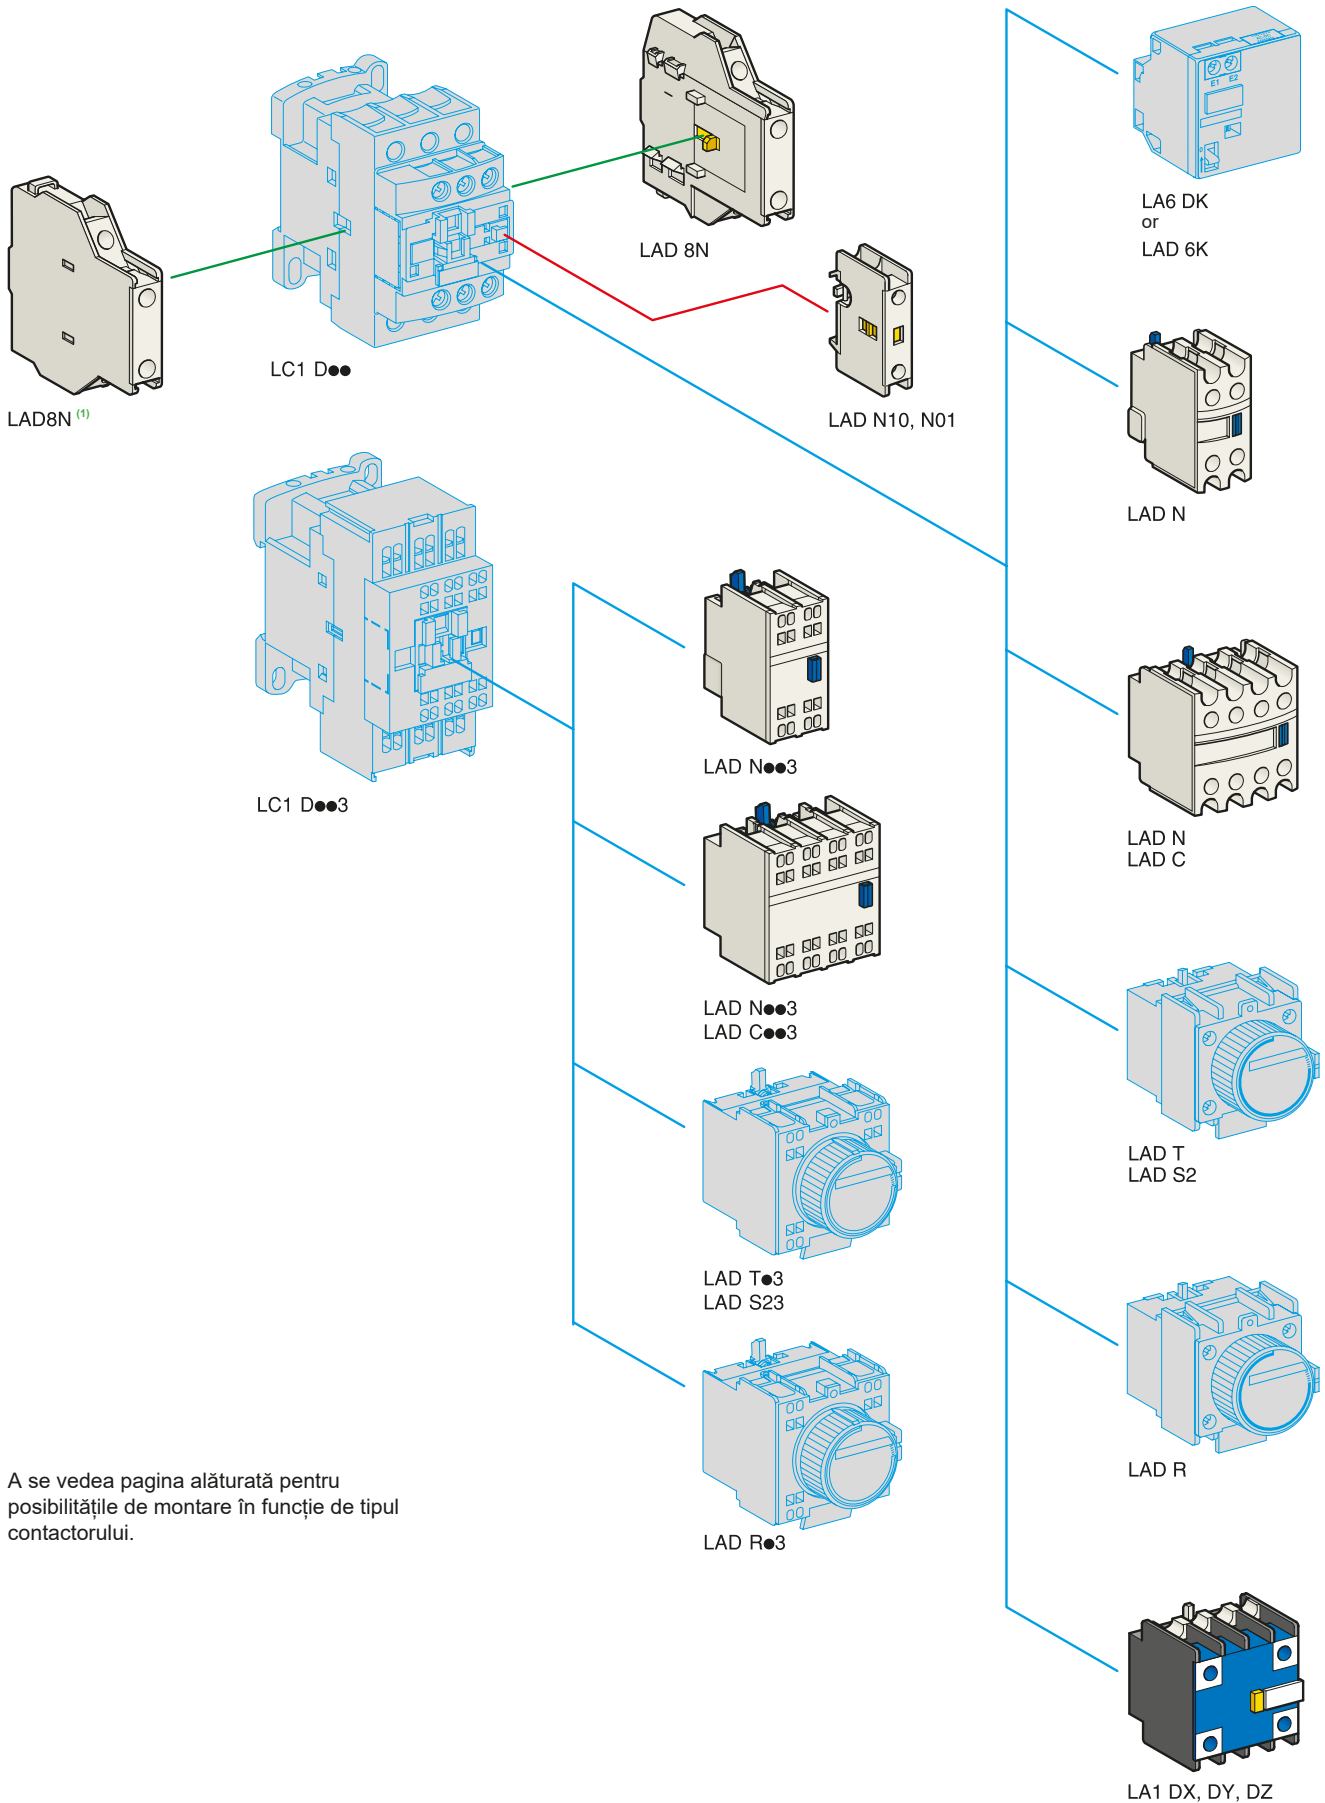 E1 E2
LA6 DK
or
LAD 6K
LAD 8N
LC1 D●●
LAD8N (1)
LAD N10, N01
LAD N
LC1 D●●3
LAD N●●3
LAD N
LAD C
LAD N●●3
LAD C●●3
LAD T
LAD S2
LAD T●3
LAD S23
LAD R
A se vedea pagina alăturată pentru
posibilitățile de montare în funcție de tipul
contactorului.
LAD R●3
LA1 DX, DY, DZ